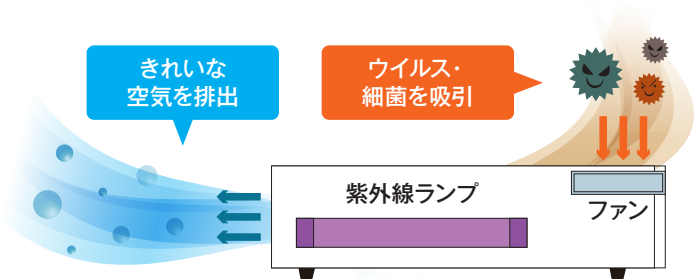 きれいな
空気を排出
ウイルス・
細菌を吸引
紫外線ランプ
ファン